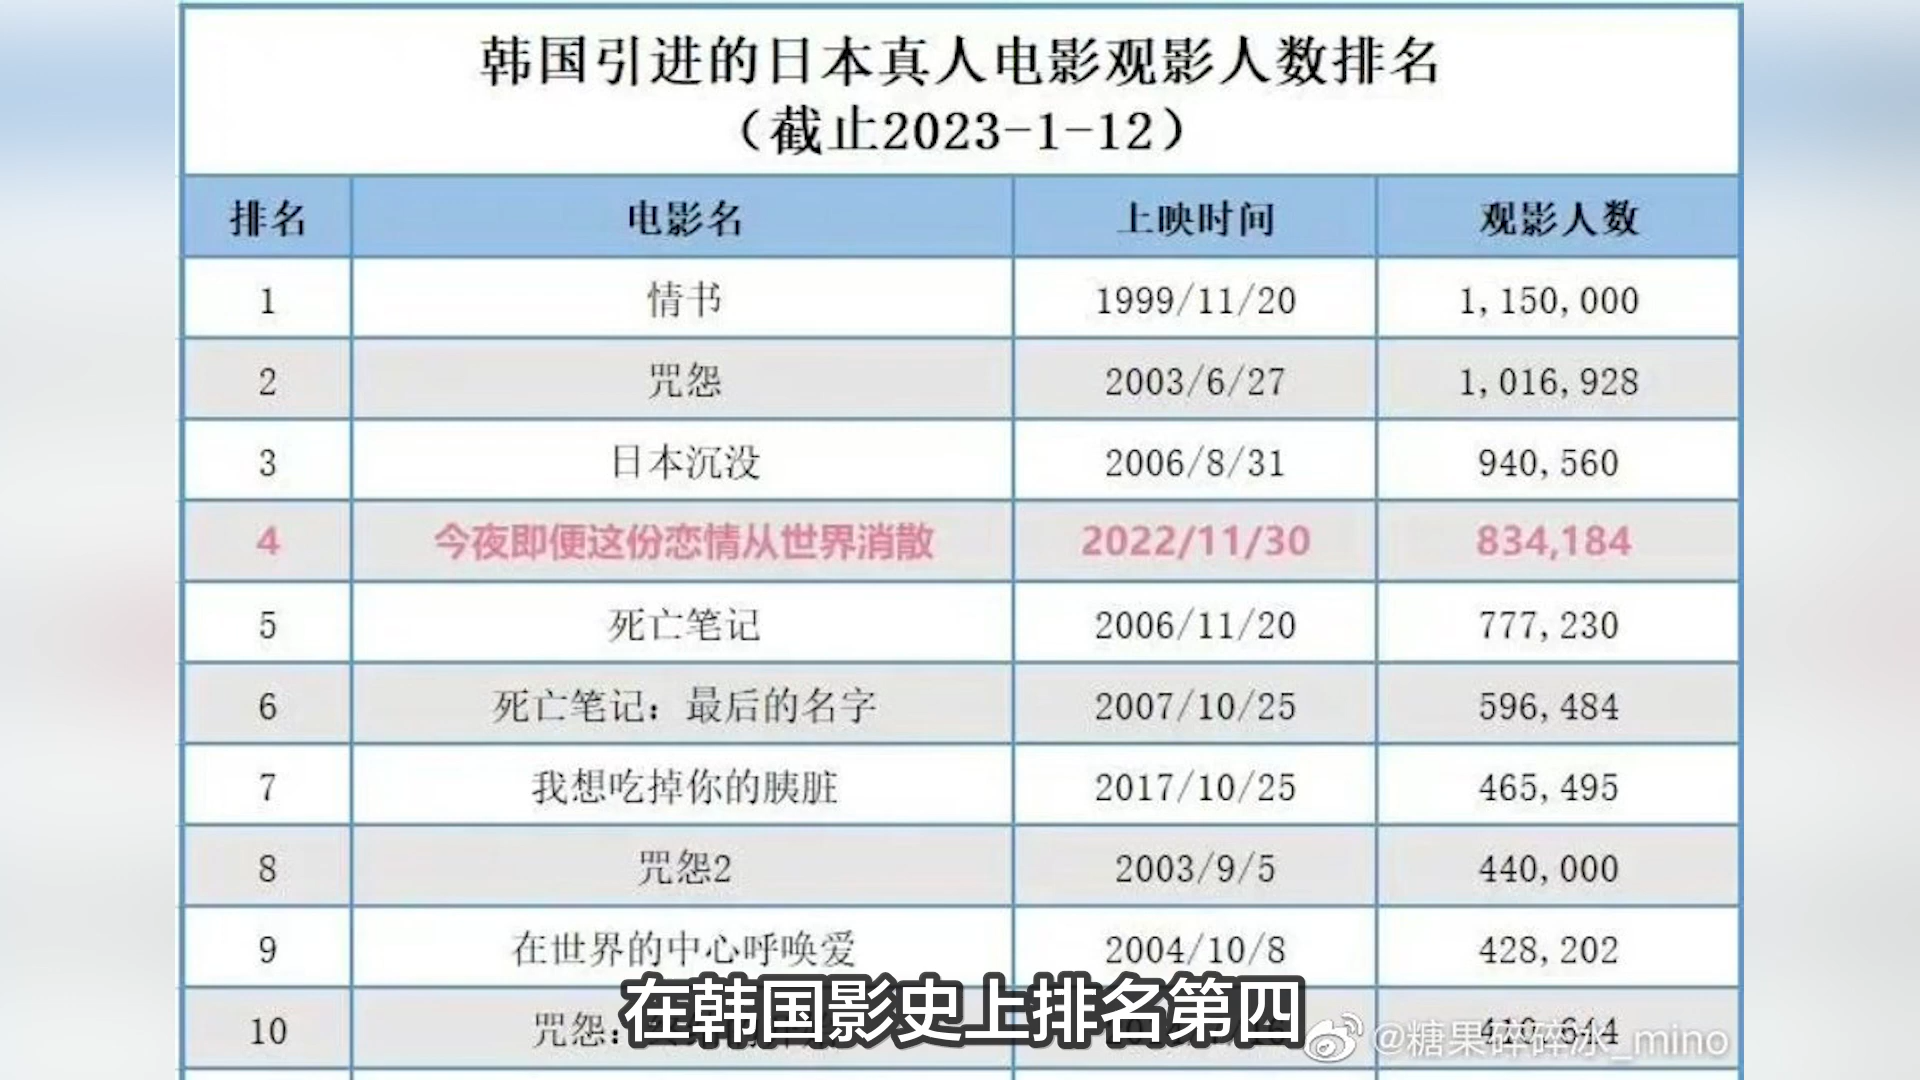 韩国引进的日本真人电影观影人数排名
（截止2023-1-12）
排名 电影名 上映时间 观影人数
1 情书 1999/11/20 1,150,000
2 咒怨 2003/6/27 1,016,928
3 日本沉没 2006/8/31 940,560
4 今夜即便这份恋情从世界消散 2022/11/30 834,184
5 死亡笔记 2006/11/20 777,230
6 死亡笔记：最后的名字 2007/10/25 596,484
7 我想吃掉你的胰脏 2017/10/25 465,495
8 咒怨2 2003/9/5 440,000
9 在世界的中心呼唤爱 2004/10/8 428,202
10 咒怨：
在韩国影史上排名第四
@糖果碎碎冰_mino